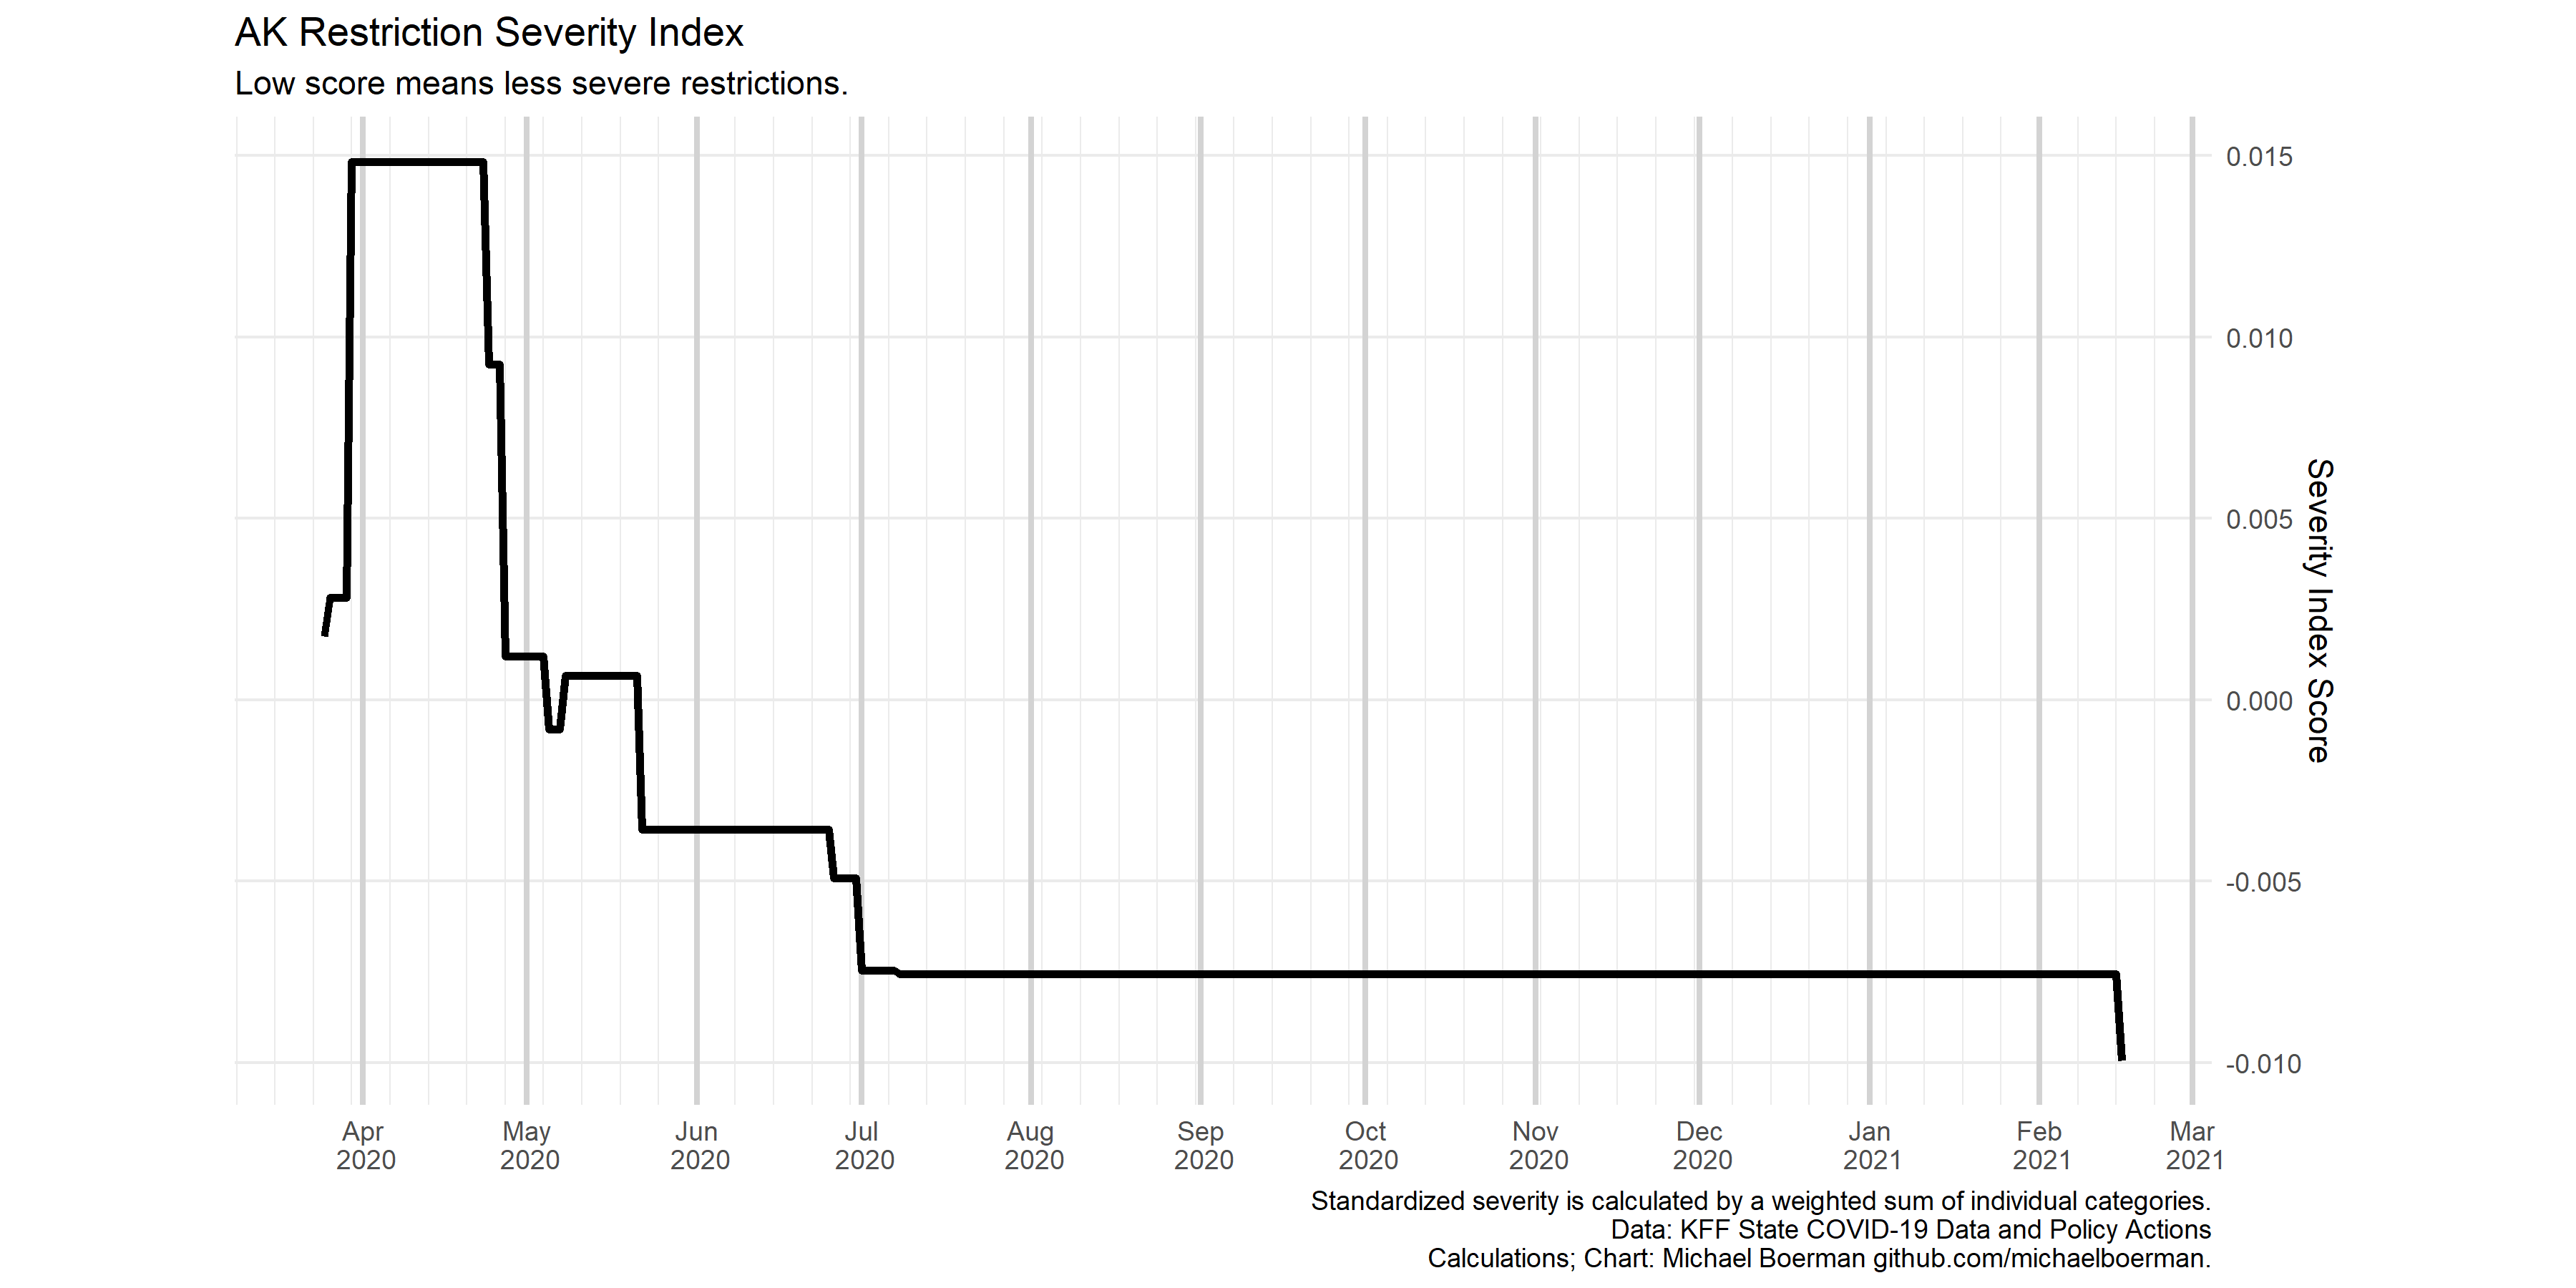 AK Restriction Severity Index
Low score means less severe restrictions.
0.015
0.010
0.005
0.000
-0.005
-0.010
Severity Index Score
Apr May Jun Jul Aug Sep Oct Nov Dec Jan Feb Mar
2020 2020 2020 2020 2020 2020 2020 2020 2020 2021 2021 2021
Standardized severity is calculated by a weighted sum of individual categories.
Data: KFF State COVID-19 Data and Policy Actions
Calculations; Chart: Michael Boerman github.com/michaelboerman.